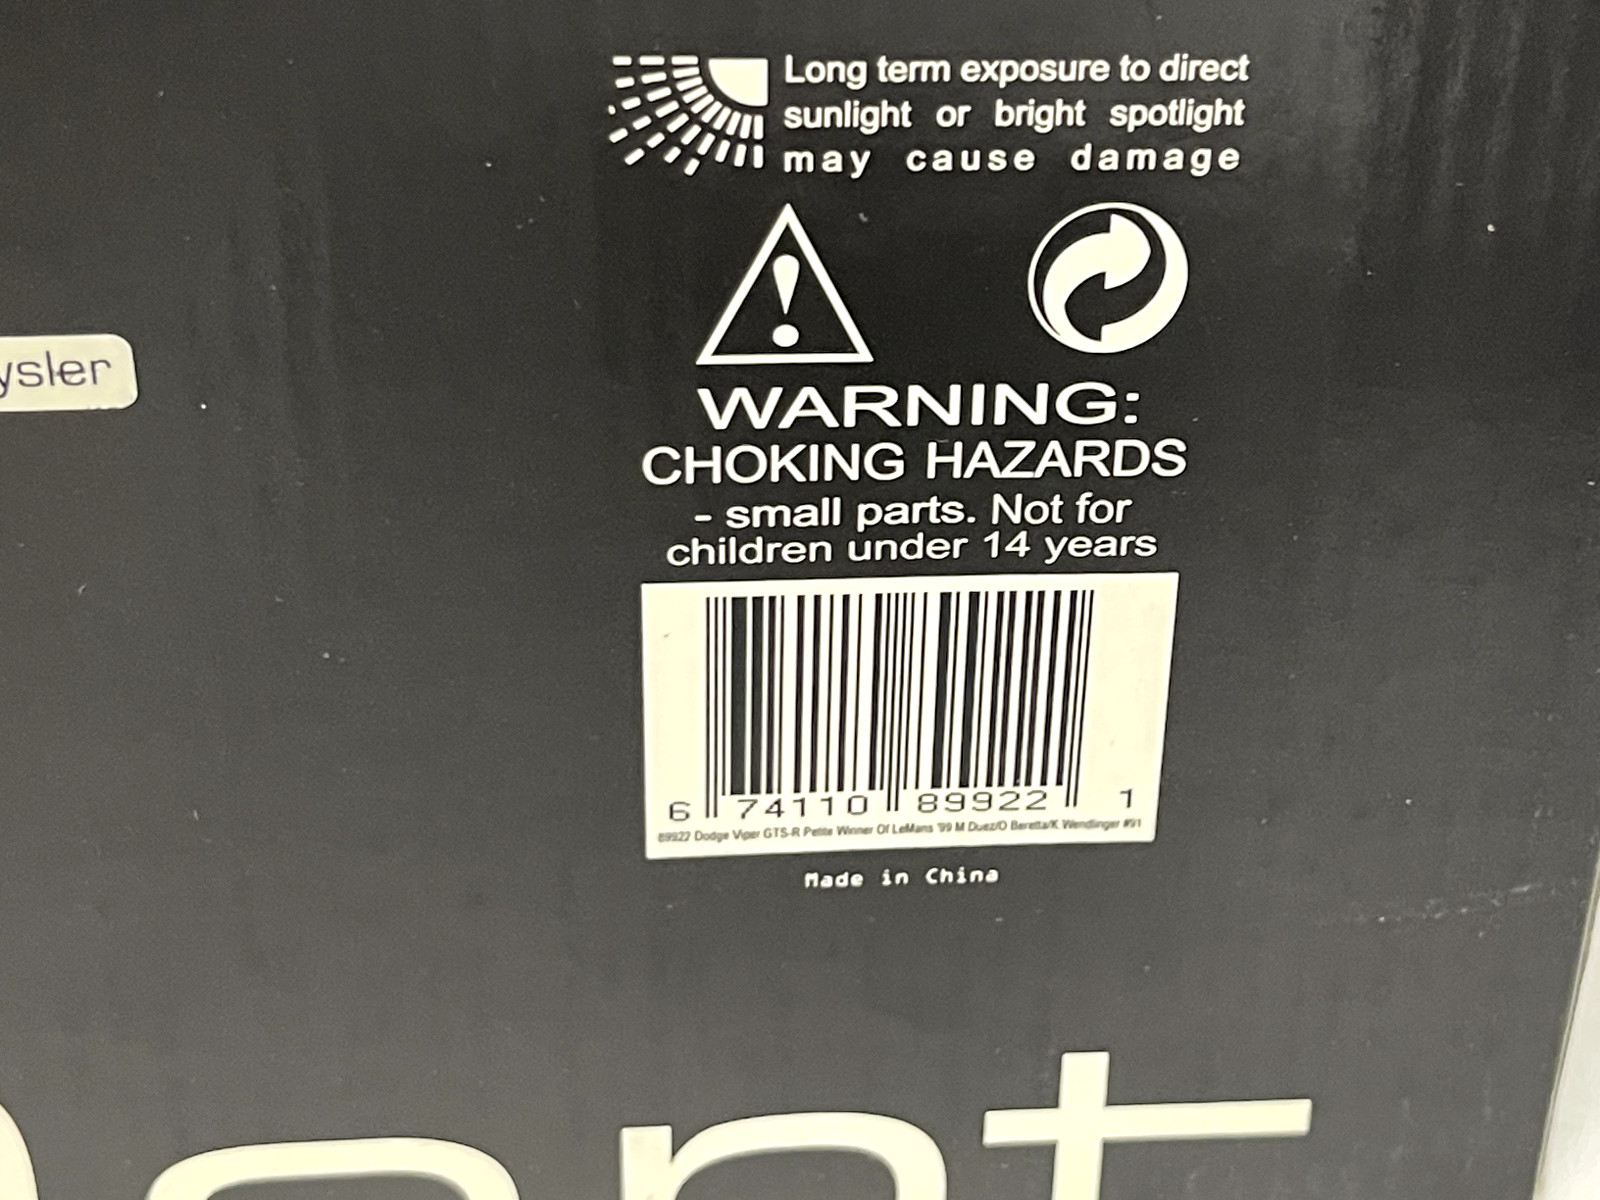 Long term exposure to direct
sunlight or bright spotlight
may cause damage
ysler
WARNING:
CHOKING HAZARDS
- small parts. Not for
children under 14 years
6 74110 89922 1
89922 Dodge Viper GTS-R Petite Winner Of LeMans '99 M Duez/O Beretta/K Wendlinger #91
Made in China